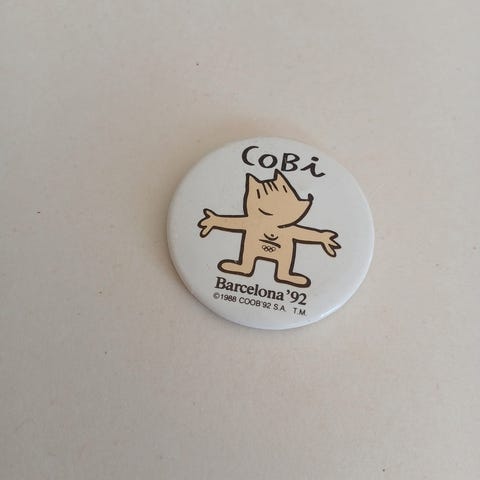 CoBi
Barcelona '92
©1988 COOB'92 S.A. T.M.